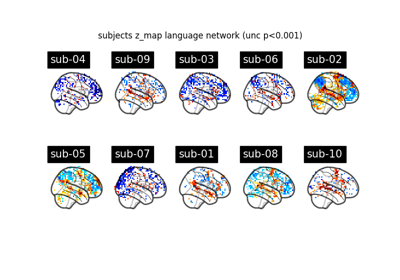 subjects z_map language network (unc p<0.001)
sub-04 sub-09 sub-03 sub-06 sub-02
sub-05 sub-07 sub-01 sub-08 sub-10